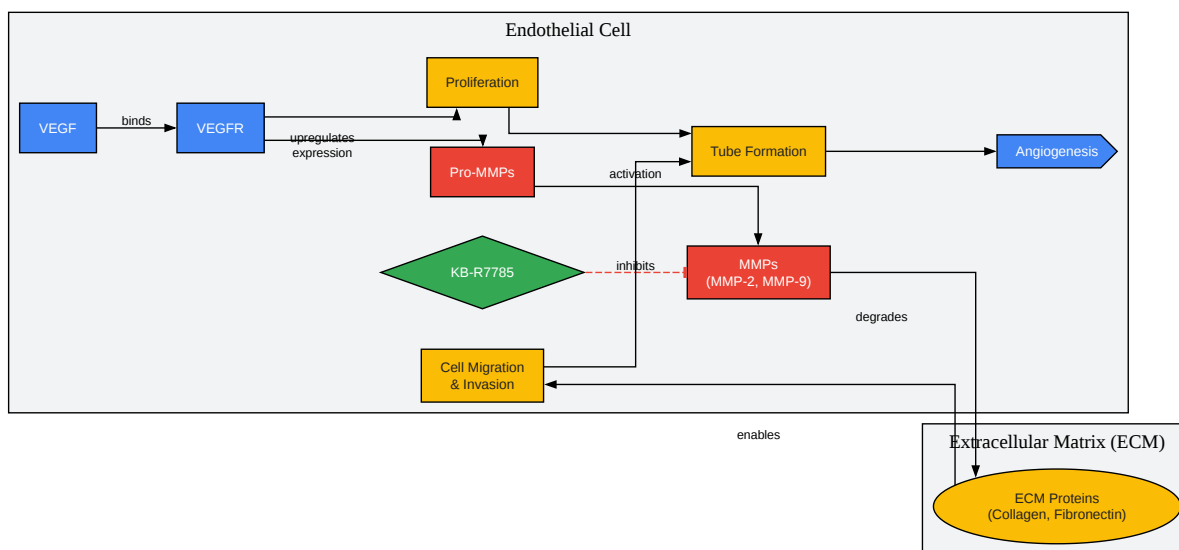 Endothelial Cell
Proliferation
VEGF
binds
VEGFR
upregulates
expression
Tube Formation
Angiogenesis
Pro-MMPs
activation
KB-R7785
inhibits
MMPs
(MMP-2, MMP-9)
degrades
Cell Migration
& Invasion
enables
Extracellular Matrix (ECM)
ECM Proteins
(Collagen, Fibronectin)